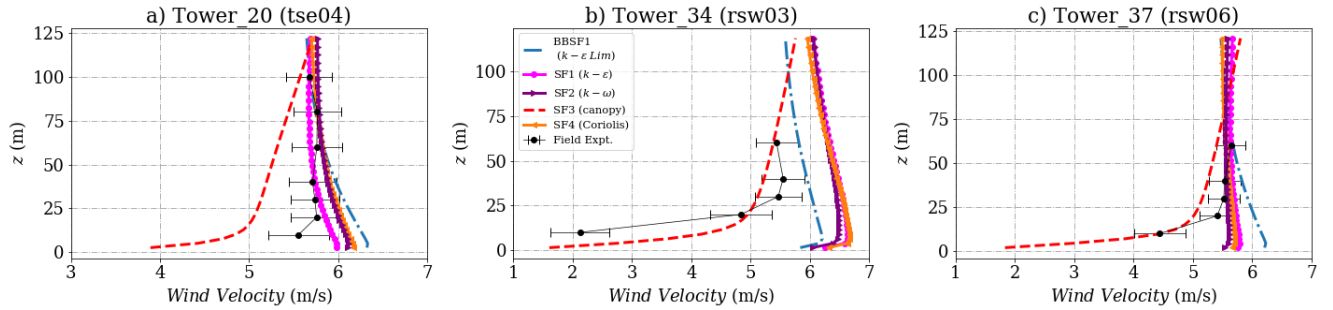 a) Tower_20 (tse04)
125
100
75
50
25
0
z (m)
3
4
5
6
7
Wind Velocity (m/s)
b) Tower_34 (rsw03)
100
75
50
25
0
z (m)
BBSF1
(k − ε Lim)
SF1 (k − ε)
SF2 (k − ω)
SF3 (canopy)
SF4 (Coriolis)
Field Expt.
1
2
3
4
5
6
7
Wind Velocity (m/s)
c) Tower_37 (rsw06)
125
100
75
50
25
0
z (m)
1
2
3
4
5
6
7
Wind Velocity (m/s)